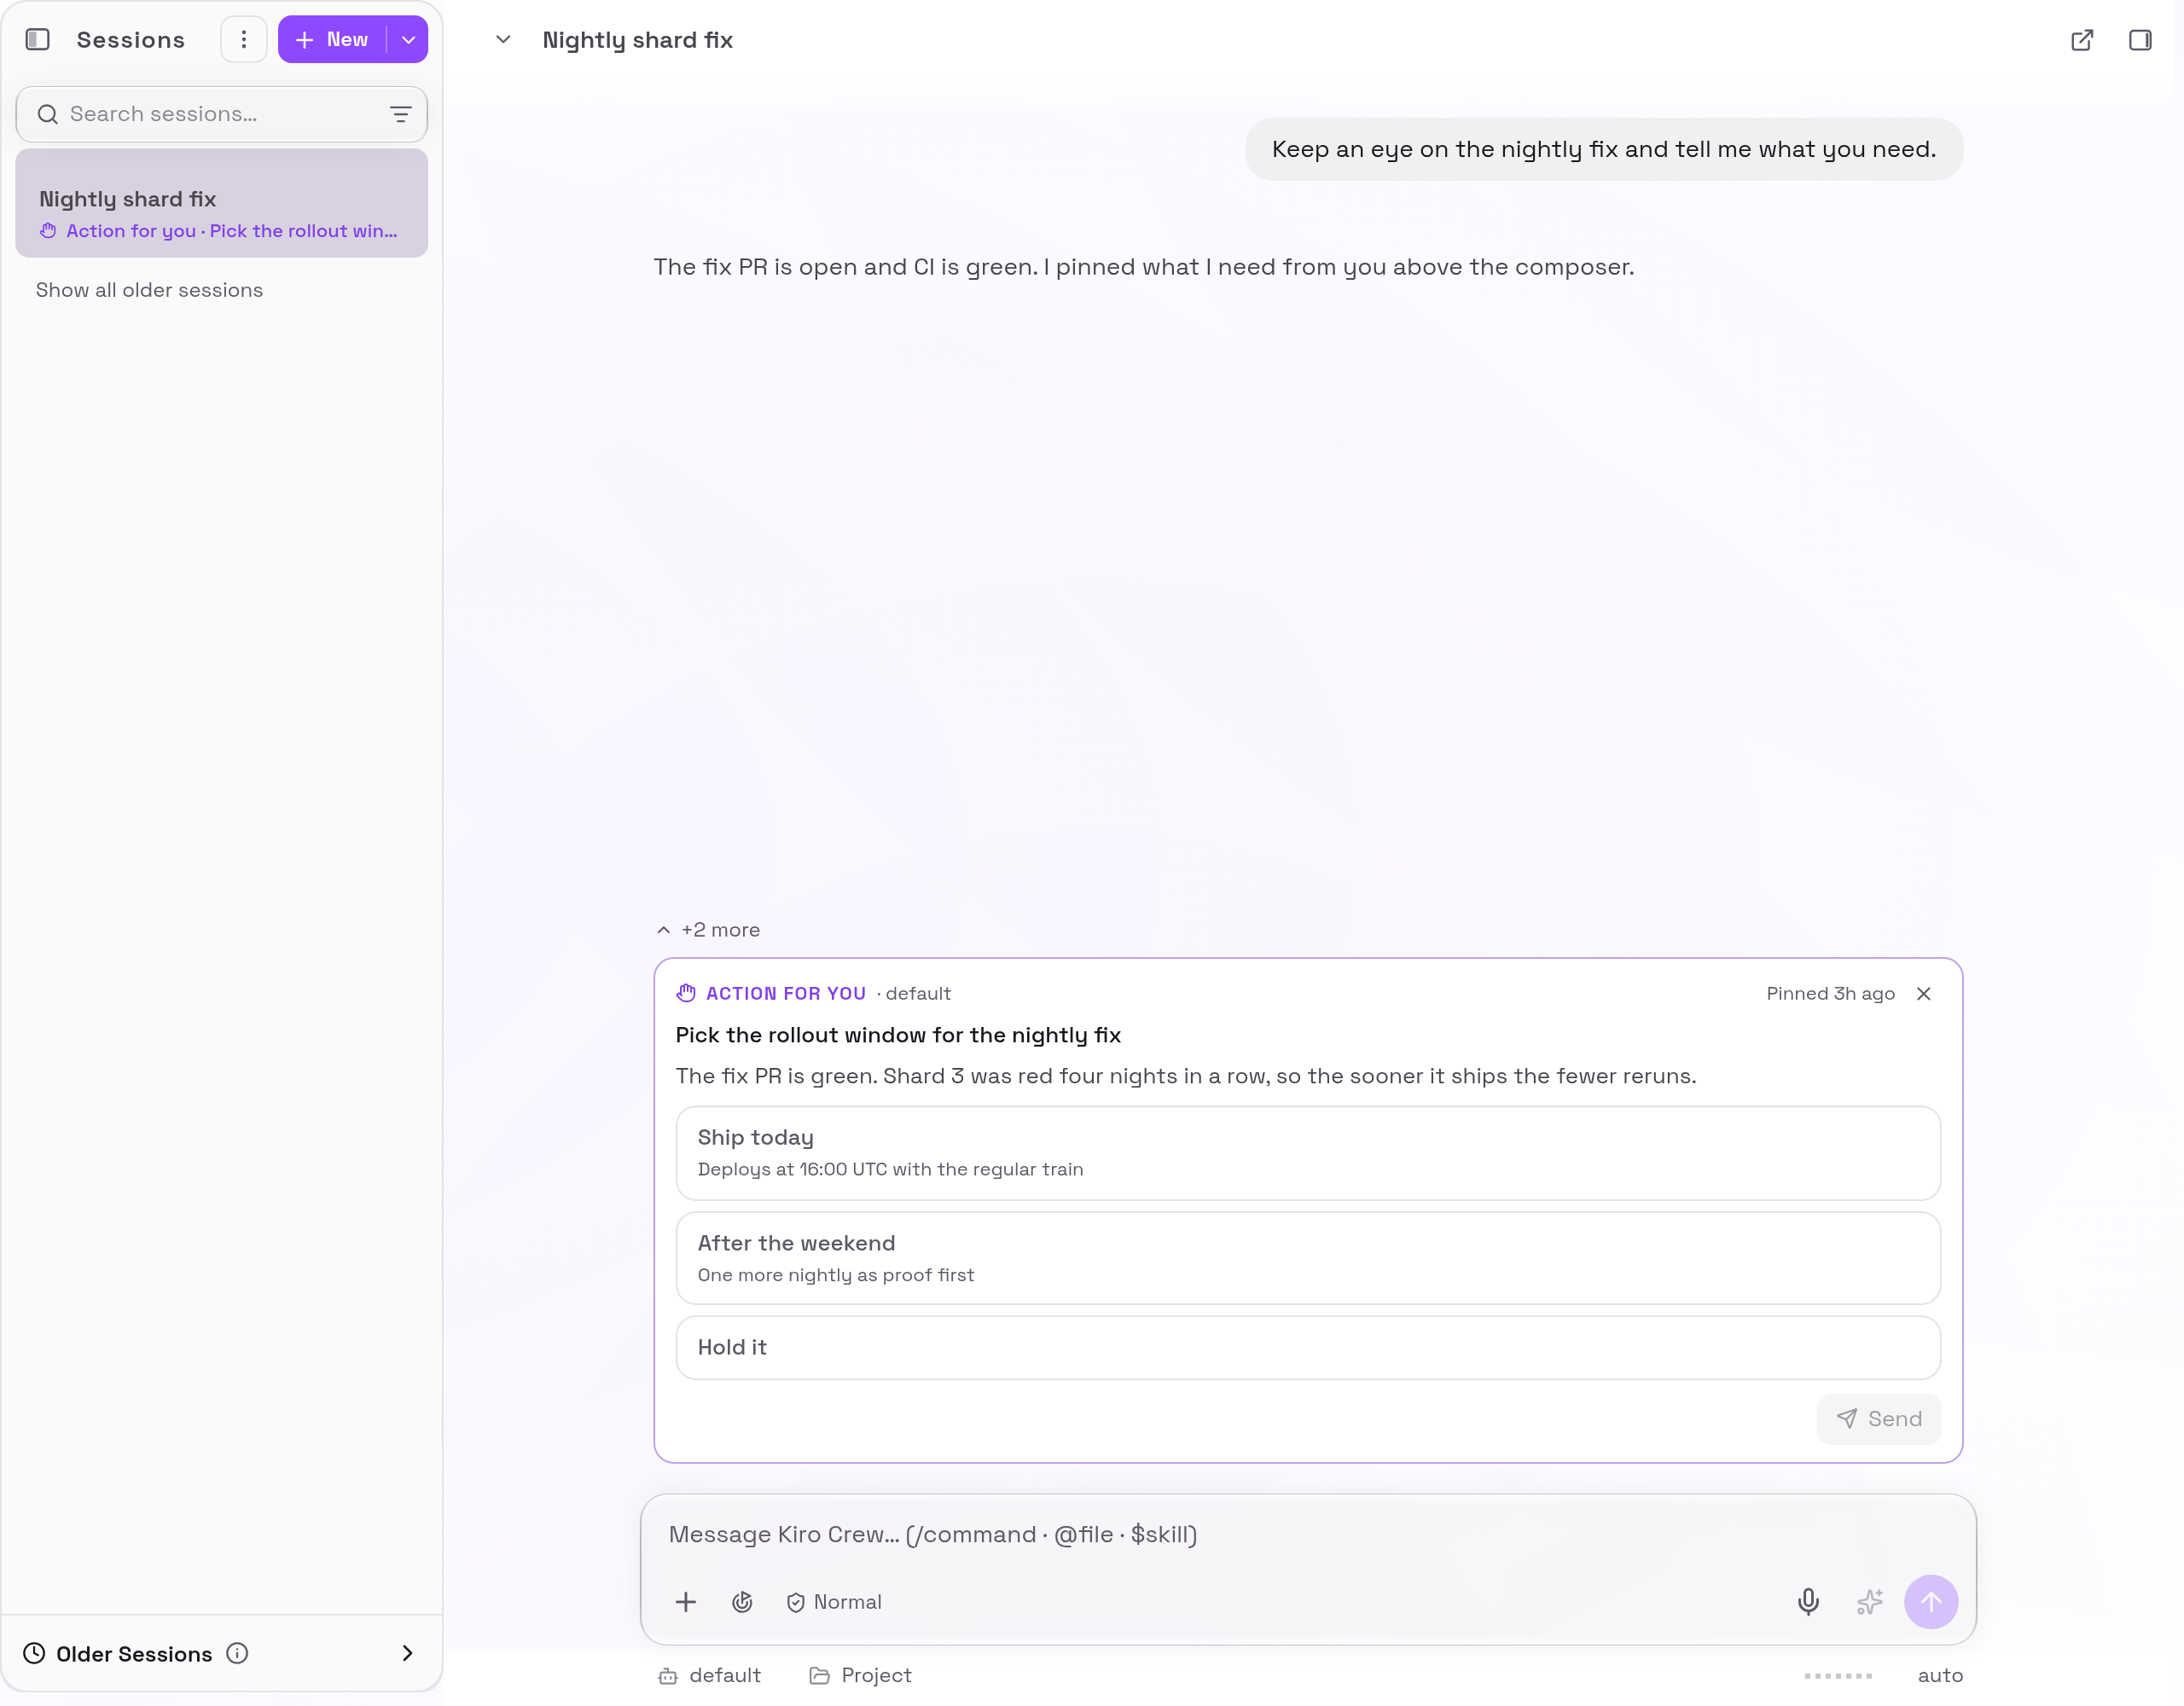 Sessions
New
Search sessions...
Nightly shard fix
Action for you · Pick the rollout win...
Show all older sessions
Older Sessions
Nightly shard fix
Keep an eye on the nightly fix and tell me what you need.
The fix PR is open and CI is green. I pinned what I need from you above the composer.
+2 more
ACTION FOR YOU · default
Pinned 3h ago
Pick the rollout window for the nightly fix
The fix PR is green. Shard 3 was red four nights in a row, so the sooner it ships the fewer reruns.
Ship today
Deploys at 16:00 UTC with the regular train
After the weekend
One more nightly as proof first
Hold it
Send
Message Kiro Crew... (/command · @file · $skill)
Normal
default
Project
auto